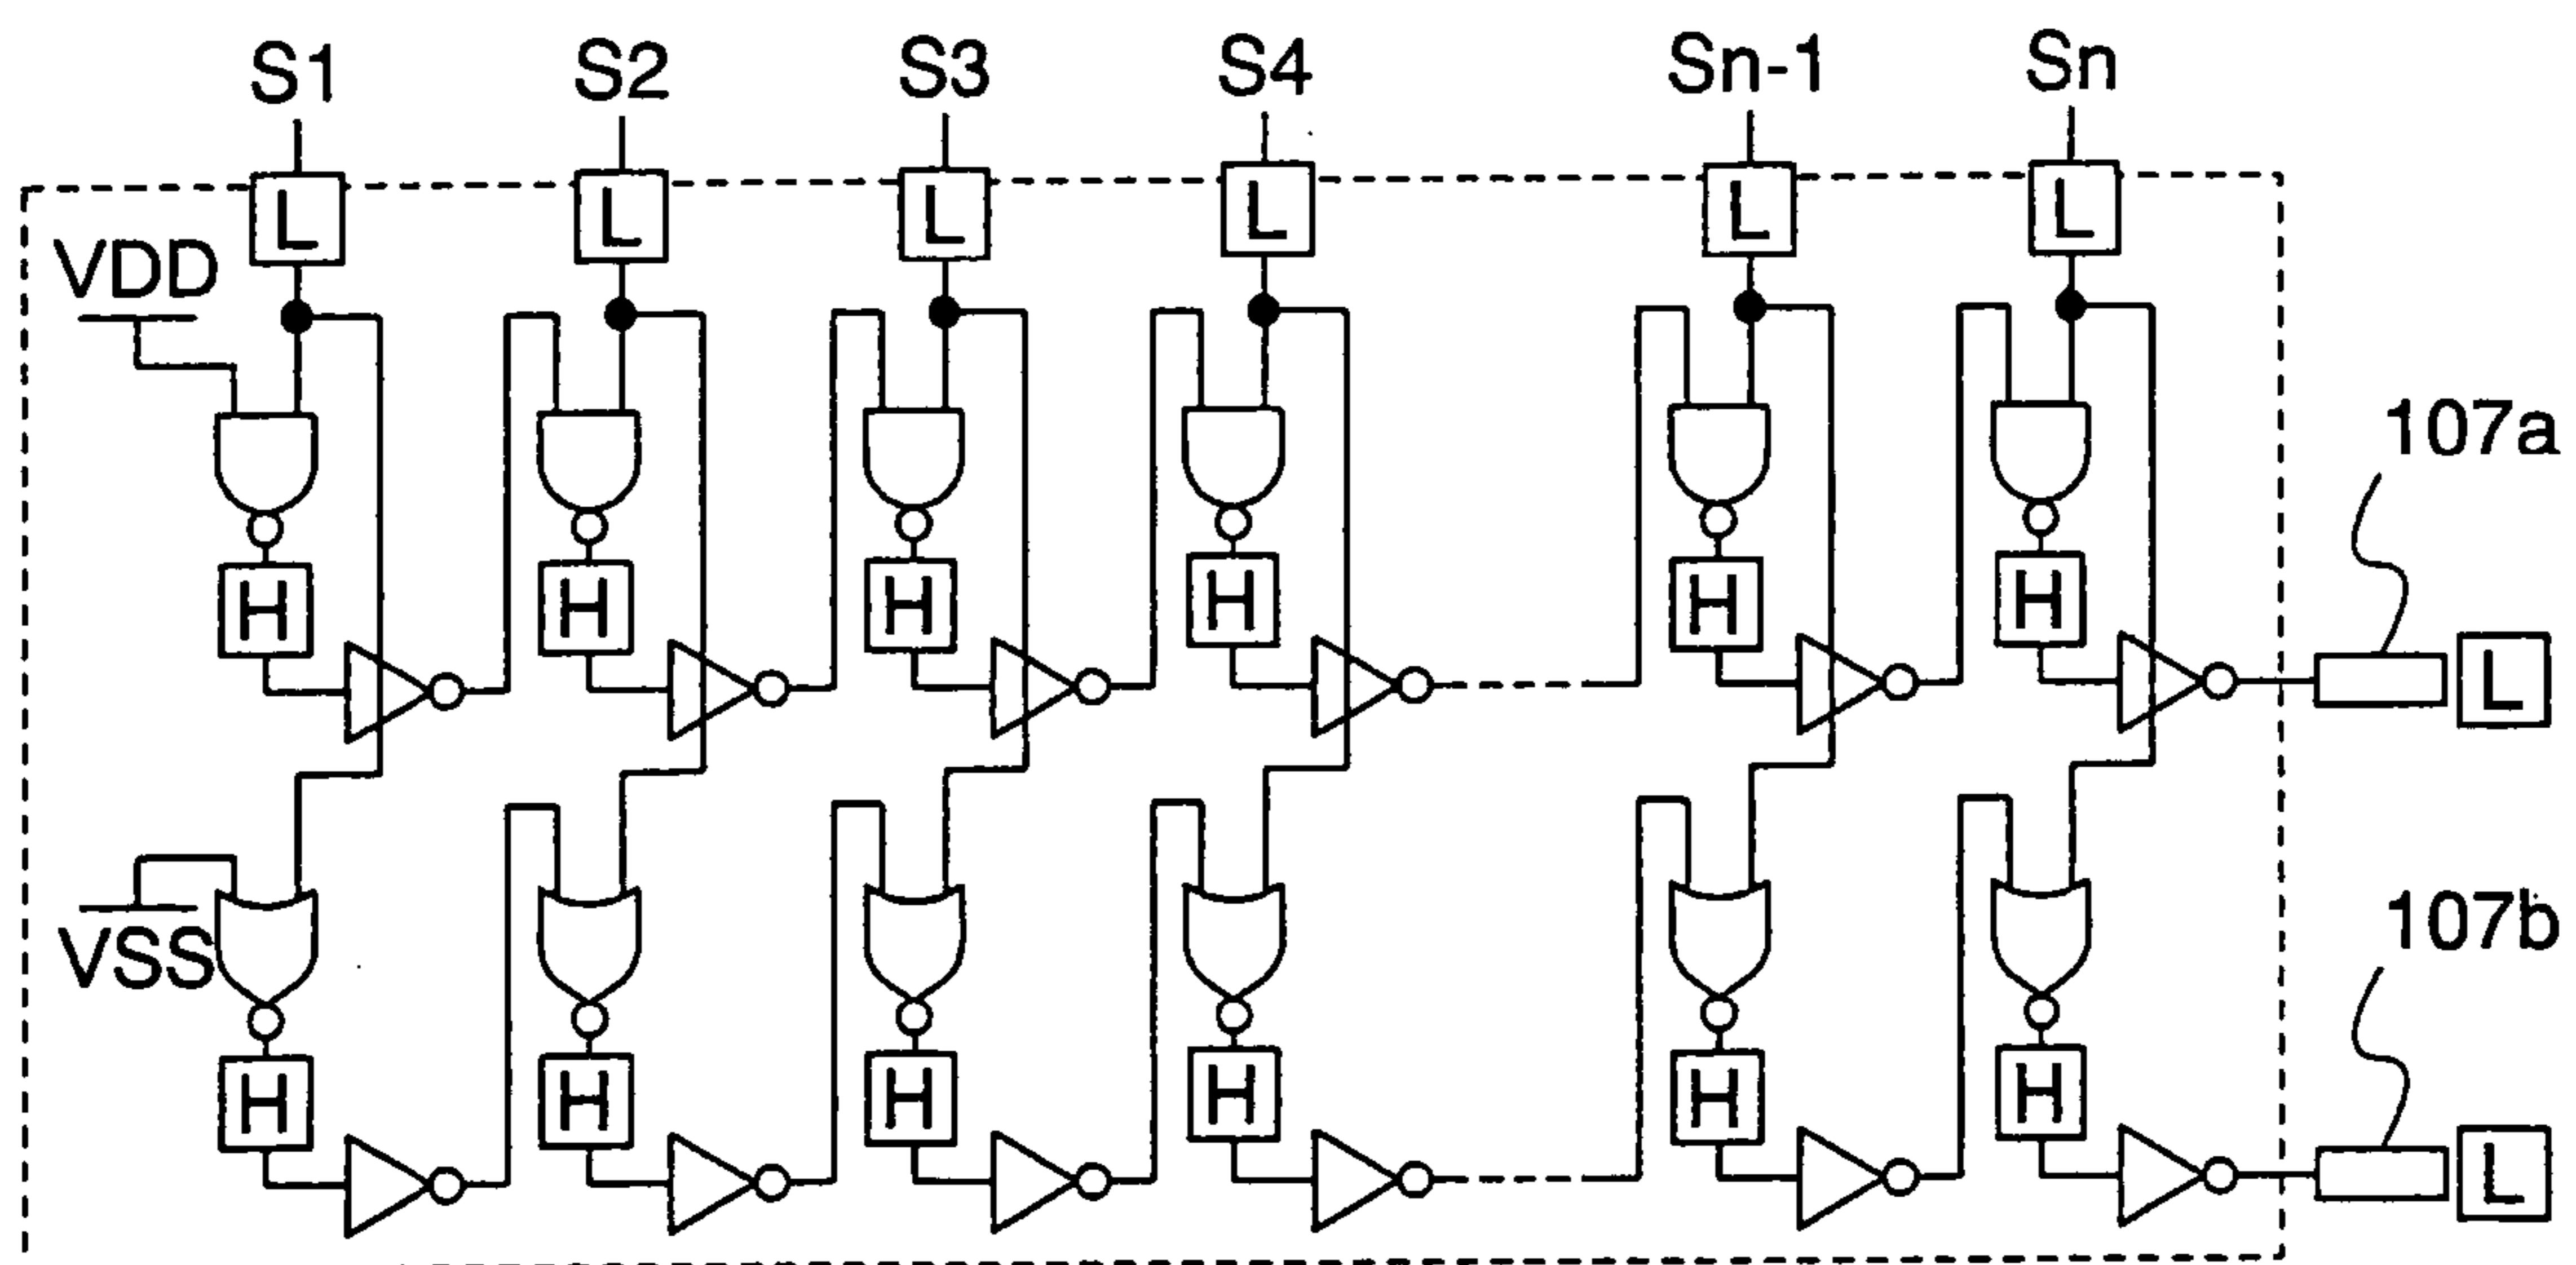 S1 S2 S3 S4 Sn-1 Sn
L L L L L L
VDD
107a
H H H H H H
L
VSS
107b
H H H H H H
L